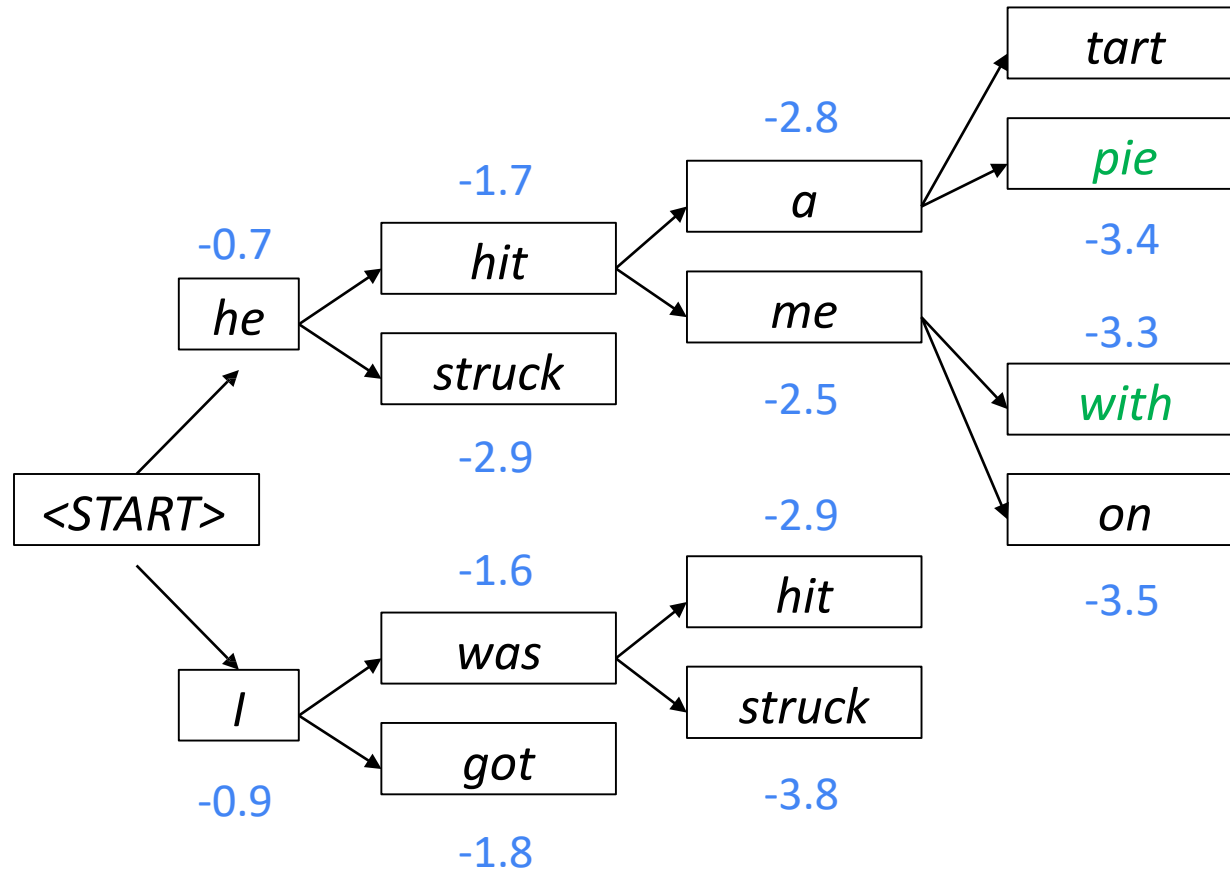 tart
-2.8
pie
-1.7
a
-0.7
hit
-3.4
he
me
-3.3
struck
-2.5
with
-2.9
<START>
-2.9
on
-1.6
hit
-3.5
was
I
struck
got
-0.9
-3.8
-1.8